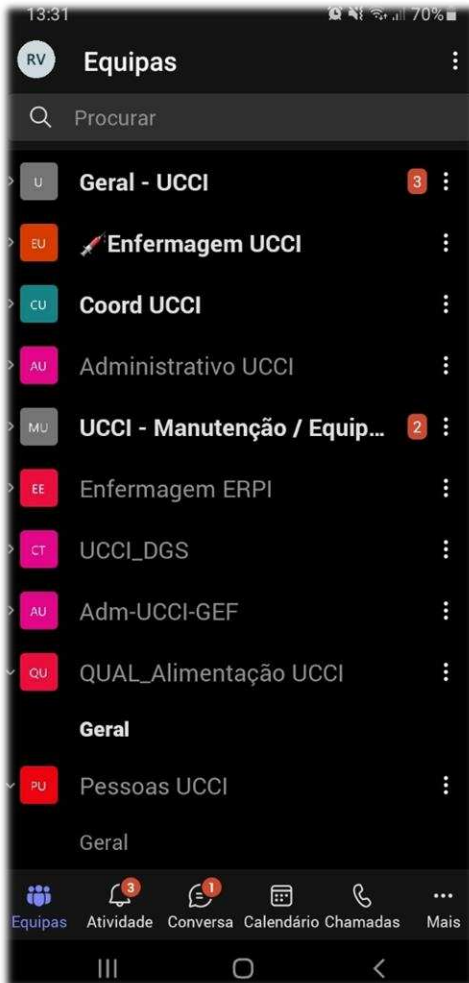 13:31 70%
RV Equipas
Procurar
U Geral - UCCI 3
EU Enfermagem UCCI
CU Coord UCCI
AU Administrativo UCCI
MU UCCI - Manutenção / Equip... 2
EE Enfermagem ERPI
CT UCCI_DGS
AU Adm-UCCI-GEF
QU QUAL_Alimentação UCCI
Geral
PU Pessoas UCCI
Geral
3 1
Equipas Atividade Conversa Calendário Chamadas Mais